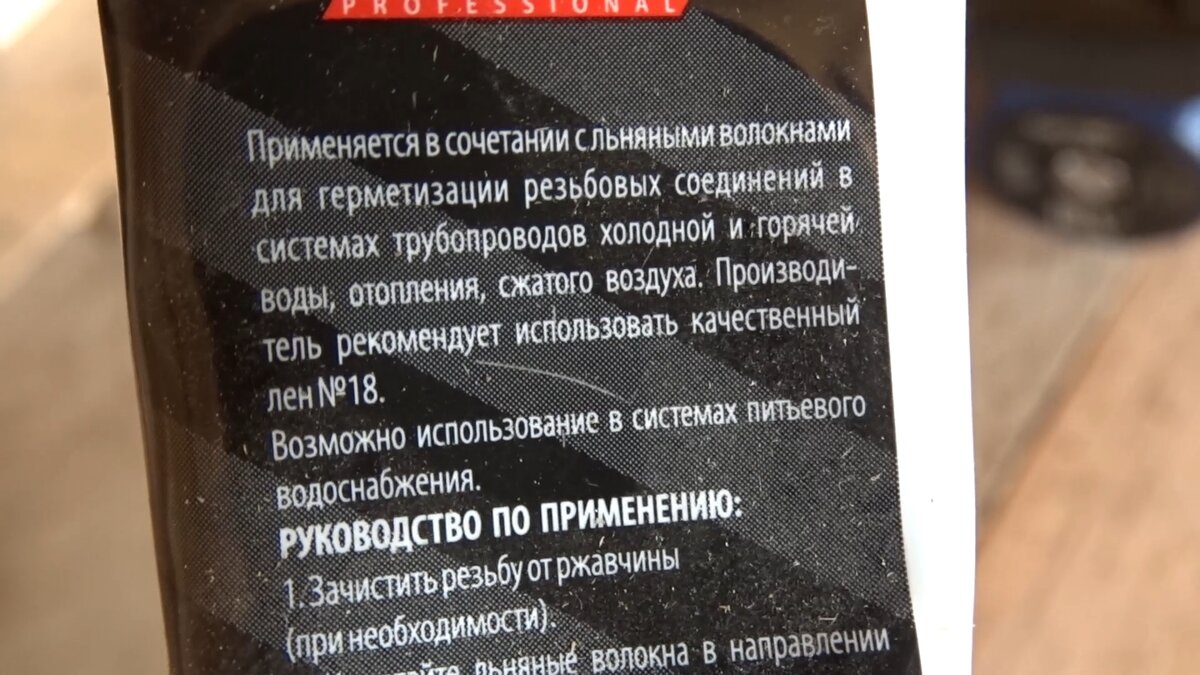 PROFESSIONAL
Применяется в сочетании с льняными волокнами
для герметизации резьбовых соединений в
системах трубопроводов холодной и горячей
воды, отопления, сжатого воздуха. Производи-
тель рекомендует использовать качественный
лен №18.
Возможно использование в системах питьевого
водоснабжения.
РУКОВОДСТВО ПО ПРИМЕНЕНИЮ:
1. Зачистить резьбу от ржавчины
(при необходимости).
льняные волокна в направлении